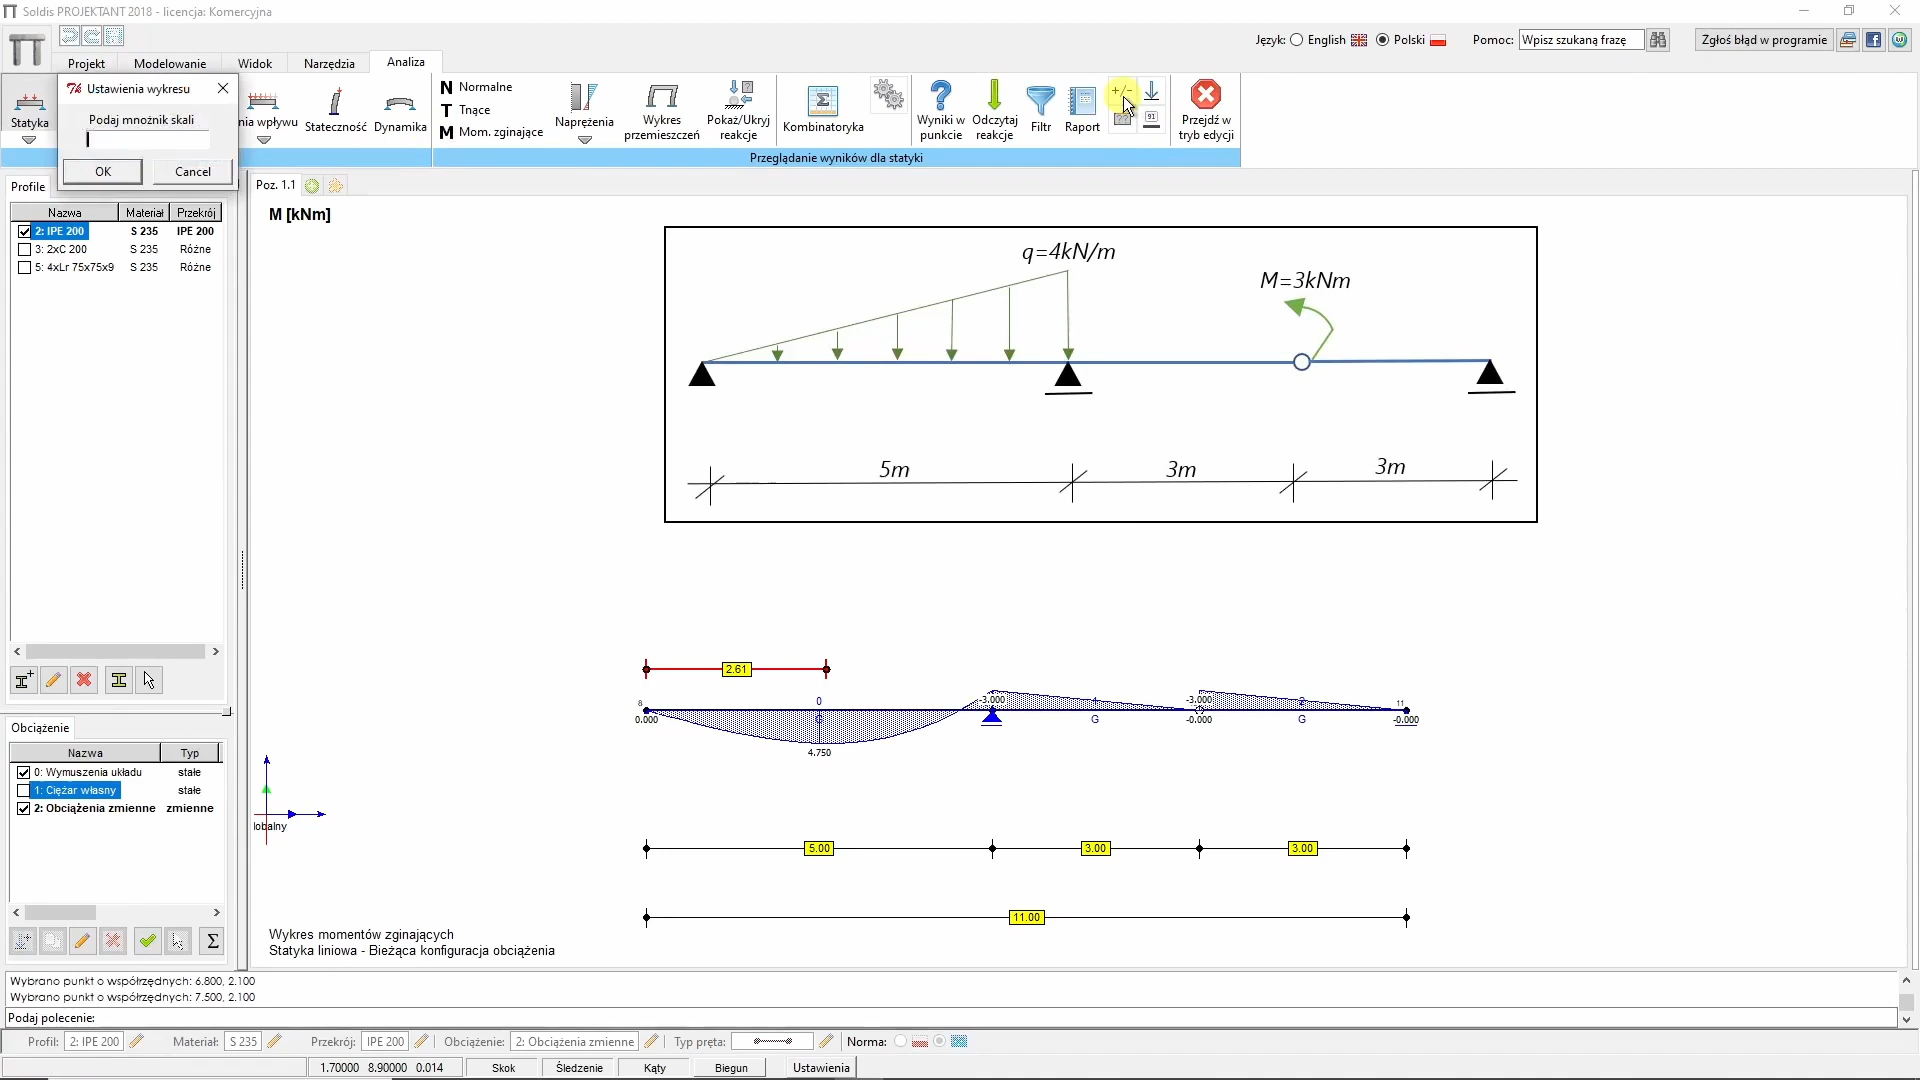 Soldis PROJEKTANT 2018 - licencja: Komercyjna
Język: English Polski Pomoc: Wpisz szukaną frazę Zgłoś błąd w programie
Projekt Modelowanie Widok Narzędzia Analiza
Ustawienia wykresu
Podaj mnożnik skali
OK Cancel
Statyka
nia wpływu
Stateczność
Dynamika
N Normalne
T Tnące
M Mom. zginające
Naprężenia
Wykres
przemieszczeń
Pokaż/Ukryj
reakcje
Kombinatoryka
Wyniki w
punkcie
Odczytaj
reakcje
Filtr
Raport
+/-
91
Przejdź w
tryb edycji
Przeglądanie wyników dla statyki
Profile
Poz. 1.1
Nazwa Materiał Przekrój
2: IPE 200 S 235 IPE 200
3: 2xC 200 S 235 Różne
5: 4xLr 75x75x9 S 235 Różne
M [kNm]
q=4kN/m
M=3kNm
5m 3m 3m
2.61
8 0 -3.000 1 -3.000 2 11
0.000 G G -0.000 G -0.000
4.750
5.00 3.00 3.00
11.00
Obciążenie
Nazwa Typ
0: Wymuszenia układu stałe
1: Ciężar własny stałe
2: Obciążenia zmienne zmienne
lobalny
Σ
Wykres momentów zginających
Statyka liniowa - Bieżąca konfiguracja obciążenia
Wybrano punkt o współrzędnych: 6.800, 2.100
Wybrano punkt o współrzędnych: 7.500, 2.100
Podaj polecenie:
Profil: 2: IPE 200 Materiał: S 235 Przekrój: IPE 200 Obciążenie: 2: Obciążenia zmienne Typ pręta: Norma:
1.70000 8.90000 0.014 Skok Śledzenie Kąty Biegun Ustawienia